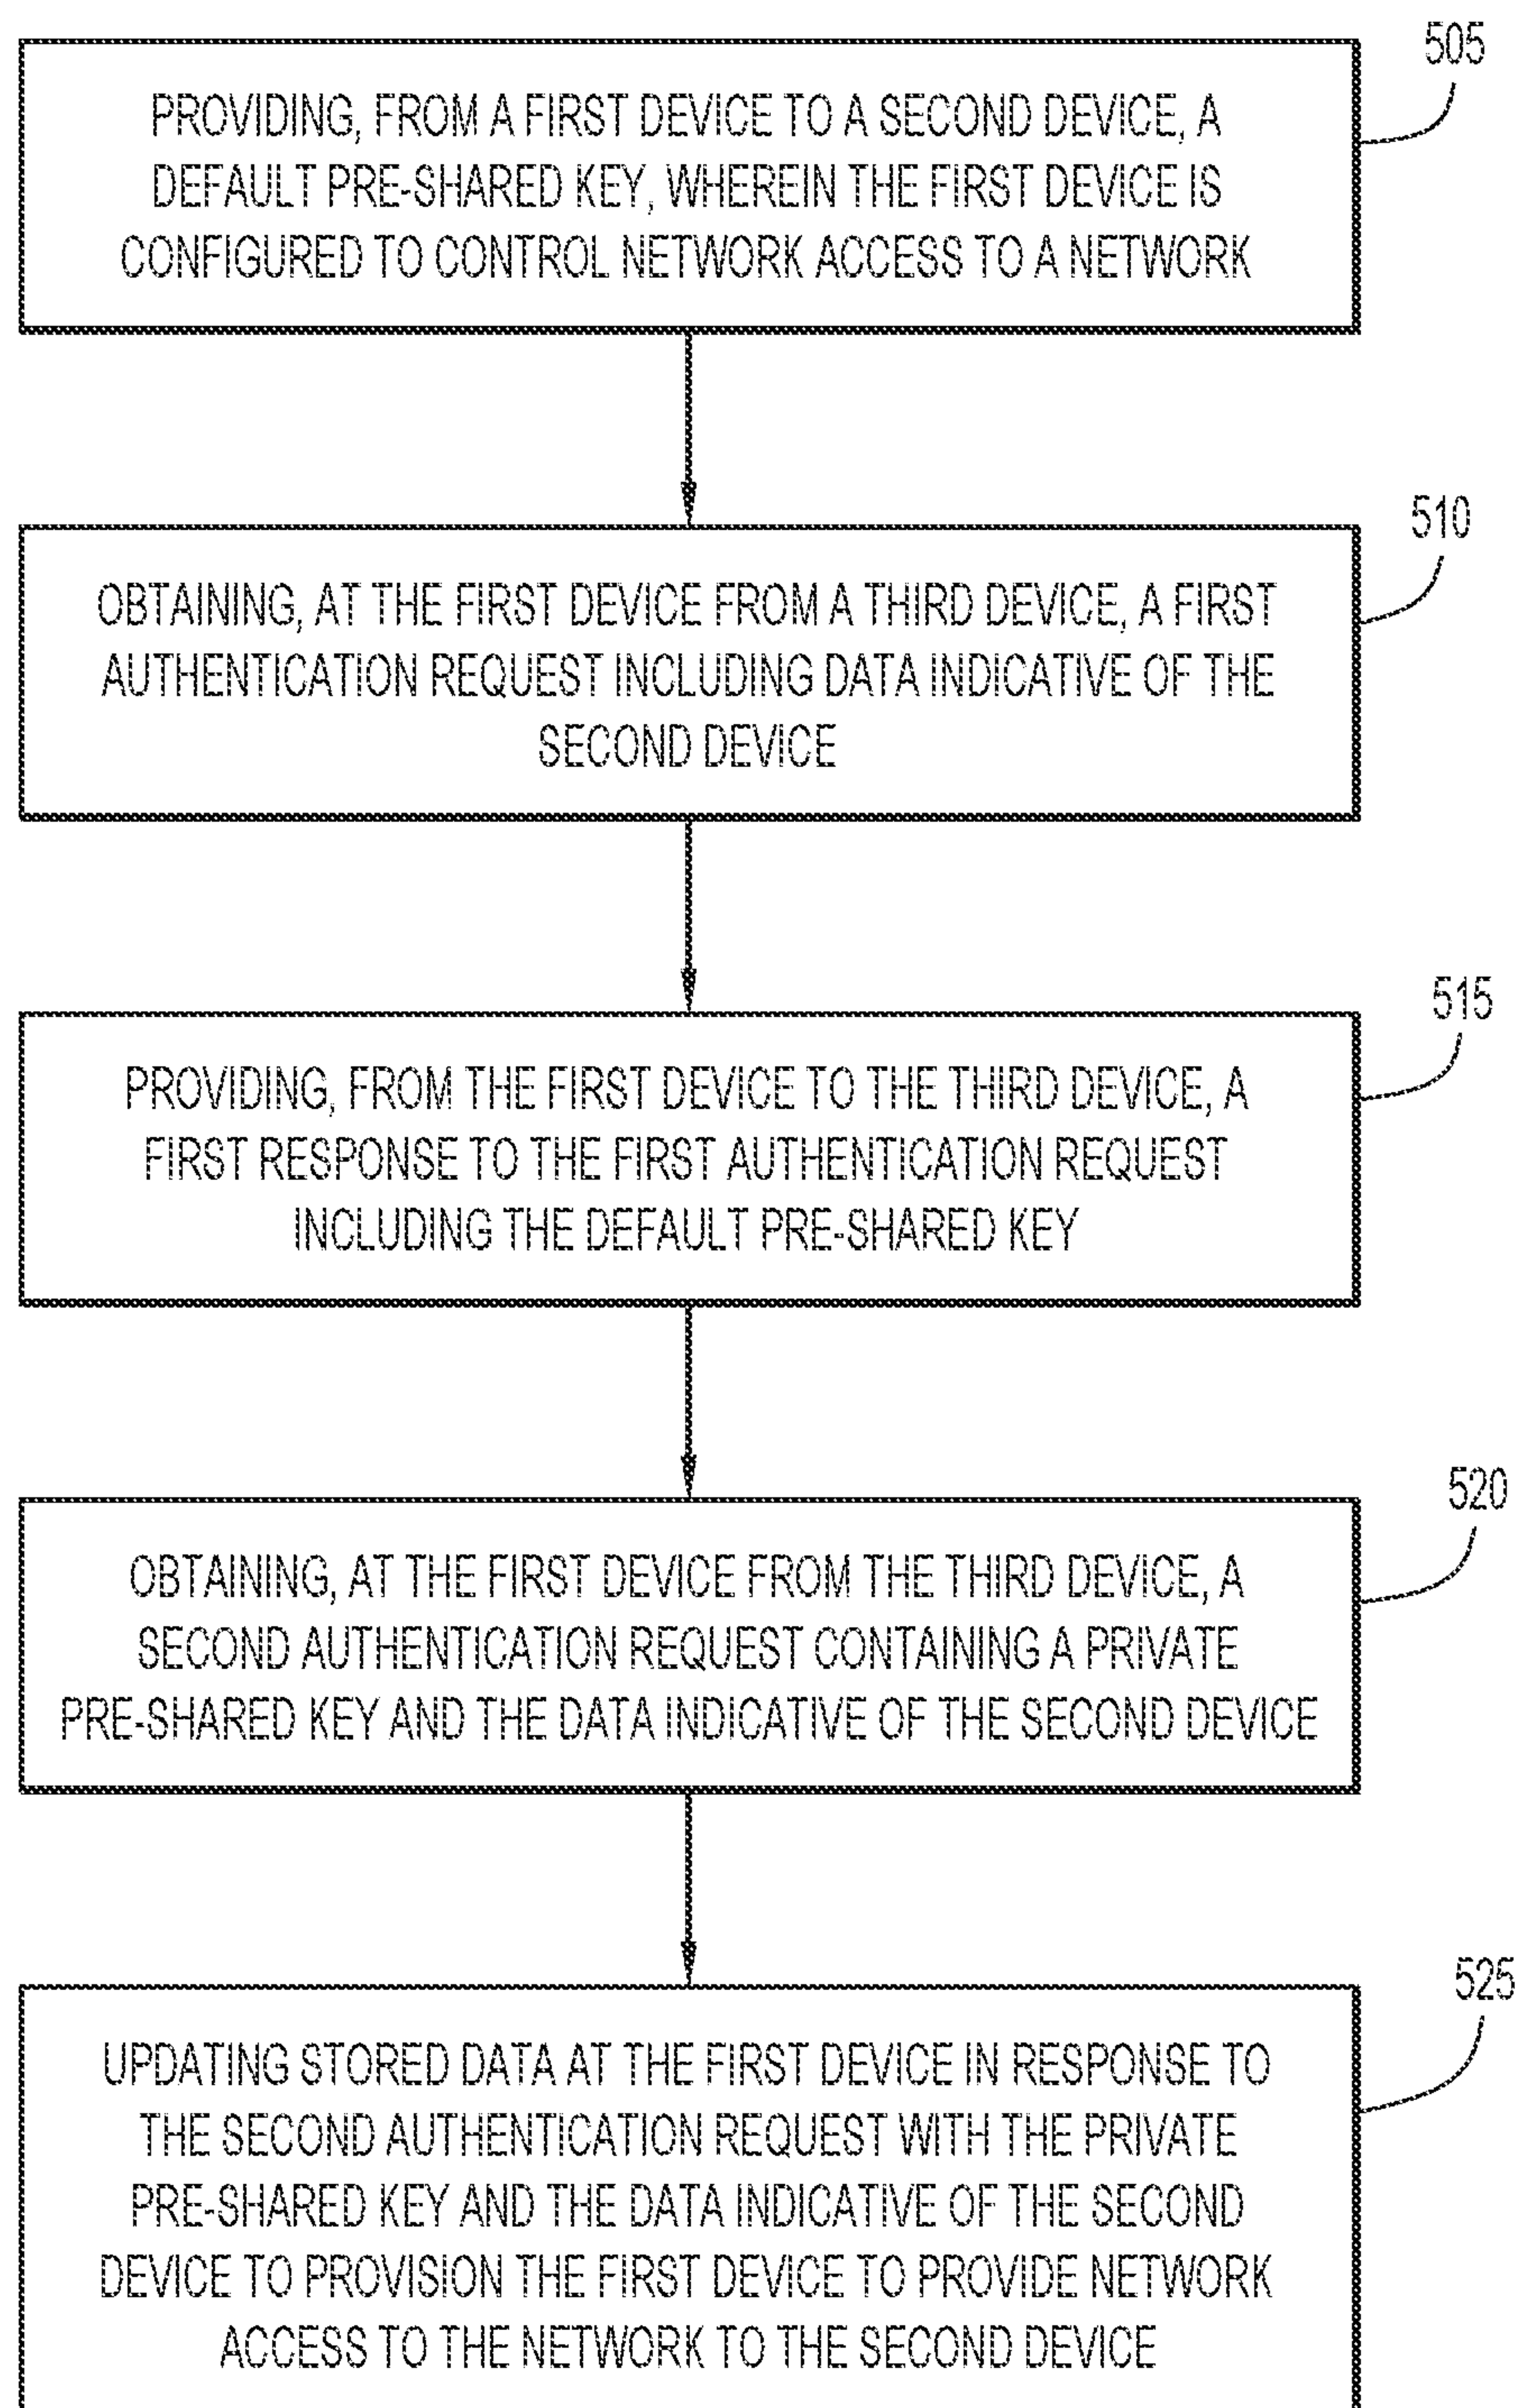 505
PROVIDING, FROM A FIRST DEVICE TO A SECOND DEVICE, A
DEFAULT PRE-SHARED KEY, WHEREIN THE FIRST DEVICE IS
CONFIGURED TO CONTROL NETWORK ACCESS TO A NETWORK
510
OBTAINING, AT THE FIRST DEVICE FROM A THIRD DEVICE, A FIRST
AUTHENTICATION REQUEST INCLUDING DATA INDICATIVE OF THE
SECOND DEVICE
515
PROVIDING, FROM THE FIRST DEVICE TO THE THIRD DEVICE, A
FIRST RESPONSE TO THE FIRST AUTHENTICATION REQUEST
INCLUDING THE DEFAULT PRE-SHARED KEY
520
OBTAINING, AT THE FIRST DEVICE FROM THE THIRD DEVICE, A
SECOND AUTHENTICATION REQUEST CONTAINING A PRIVATE
PRE-SHARED KEY AND THE DATA INDICATIVE OF THE SECOND DEVICE
525
UPDATING STORED DATA AT THE FIRST DEVICE IN RESPONSE TO
THE SECOND AUTHENTICATION REQUEST WITH THE PRIVATE
PRE-SHARED KEY AND THE DATA INDICATIVE OF THE SECOND
DEVICE TO PROVISION THE FIRST DEVICE TO PROVIDE NETWORK
ACCESS TO THE NETWORK TO THE SECOND DEVICE